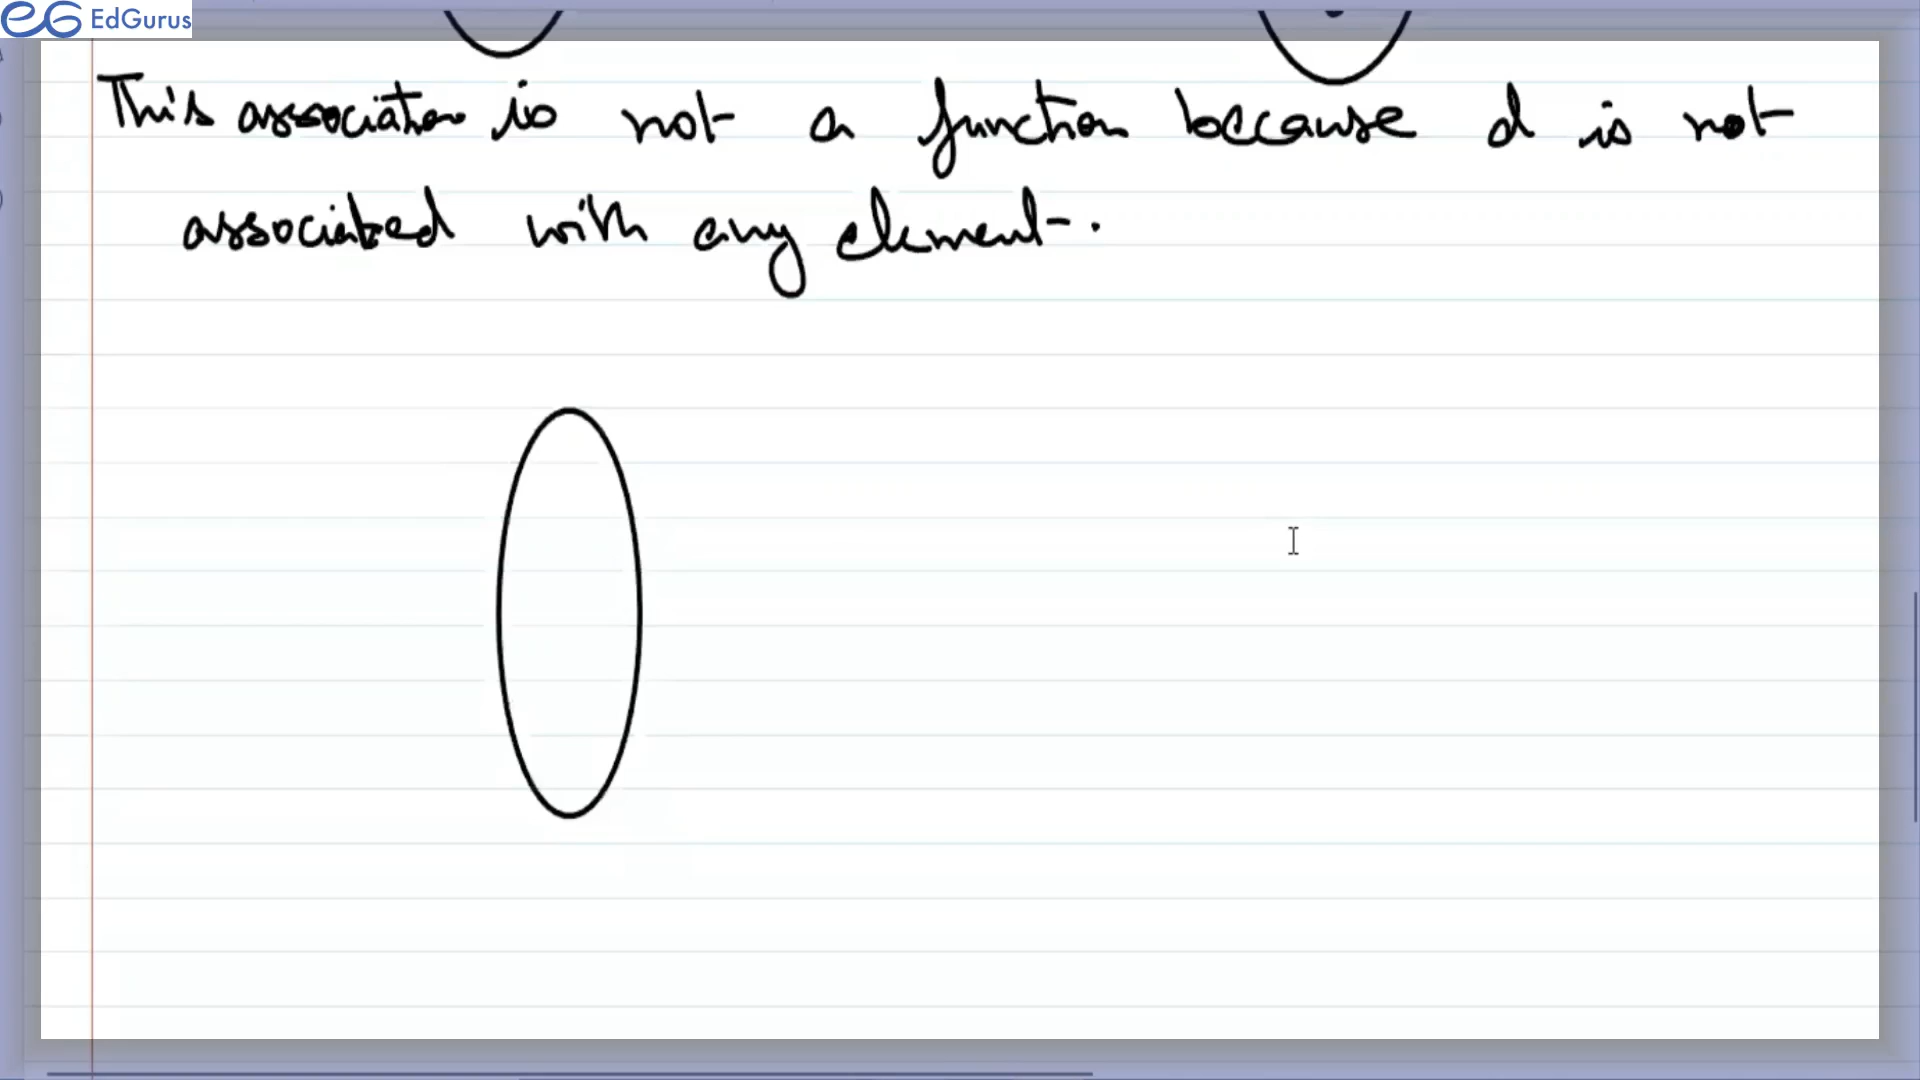 EdGurus
This association is not a function because d is not
associated with any element.